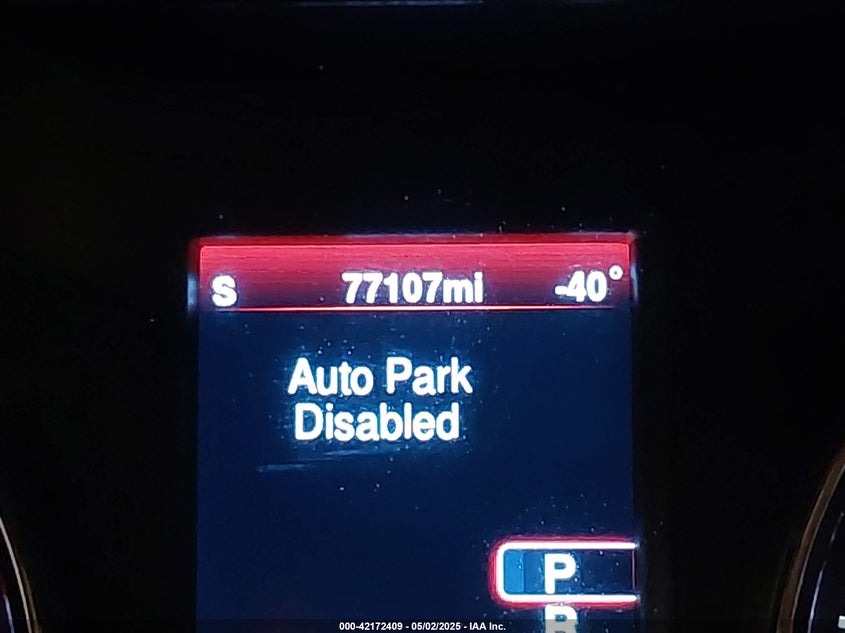 S 77107mi -40°
Auto Park
Disabled
P
R
000-42172409 - 05/02/2025 - IAA Inc.